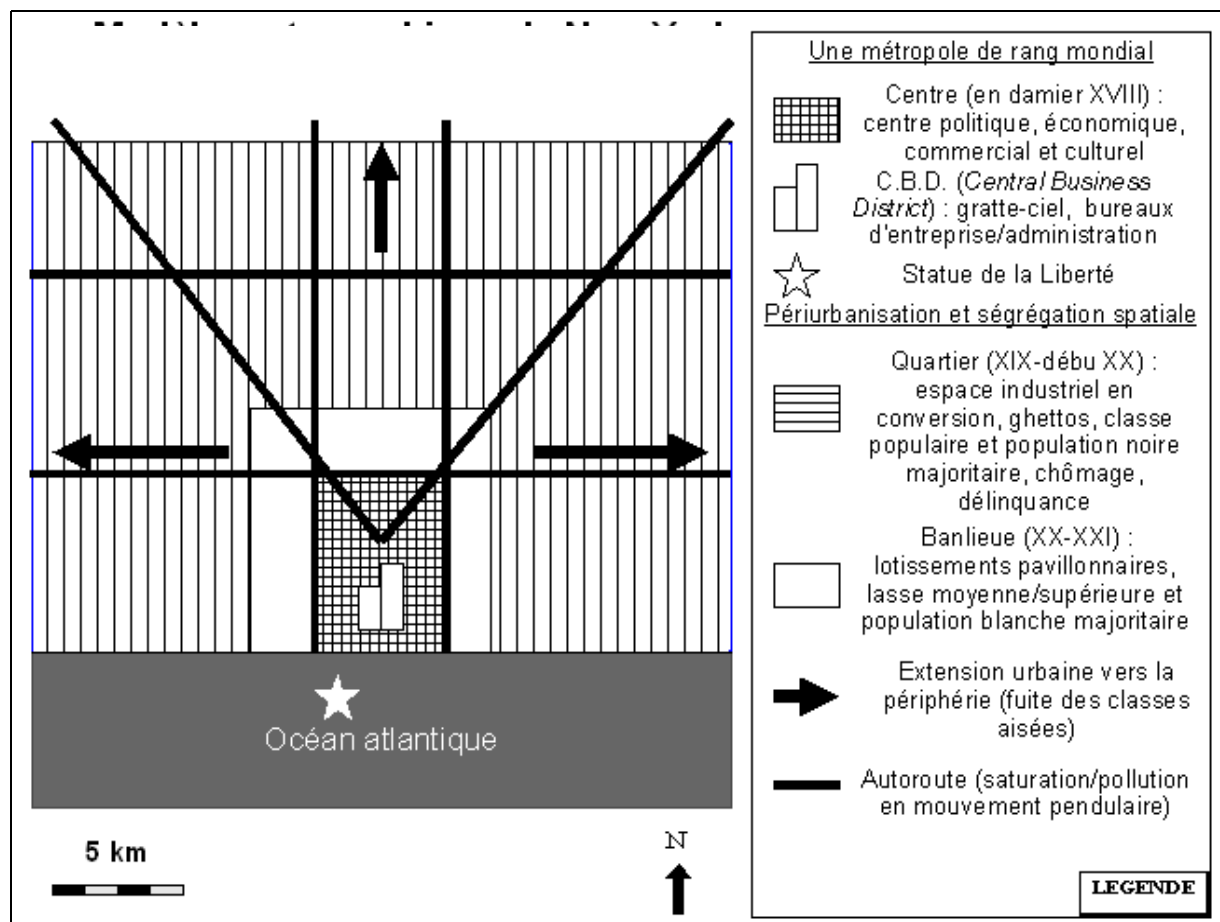 Une métropole de rang mondial
Centre (en damier XVIII) :
centre politique, économique,
commercial et culturel
C.B.D. (Central Business
District) : gratte-ciel, bureaux
d'entreprise/administration
Statue de la Liberté
Périurbanisation et ségrégation spatiale
Quartier (XIX-débu XX) :
espace industriel en
conversion, ghettos, classe
populaire et population noire
majoritaire, chômage,
délinquance
Banlieue (XX-XXI) :
lotissements pavillonnaires,
lasse moyenne/supérieure et
population blanche majoritaire
Extension urbaine vers la
périphérie (fuite des classes
aisées)
Autoroute (saturation/pollution
en mouvement pendulaire)
LEGENDE
Océan atlantique
5 km
N